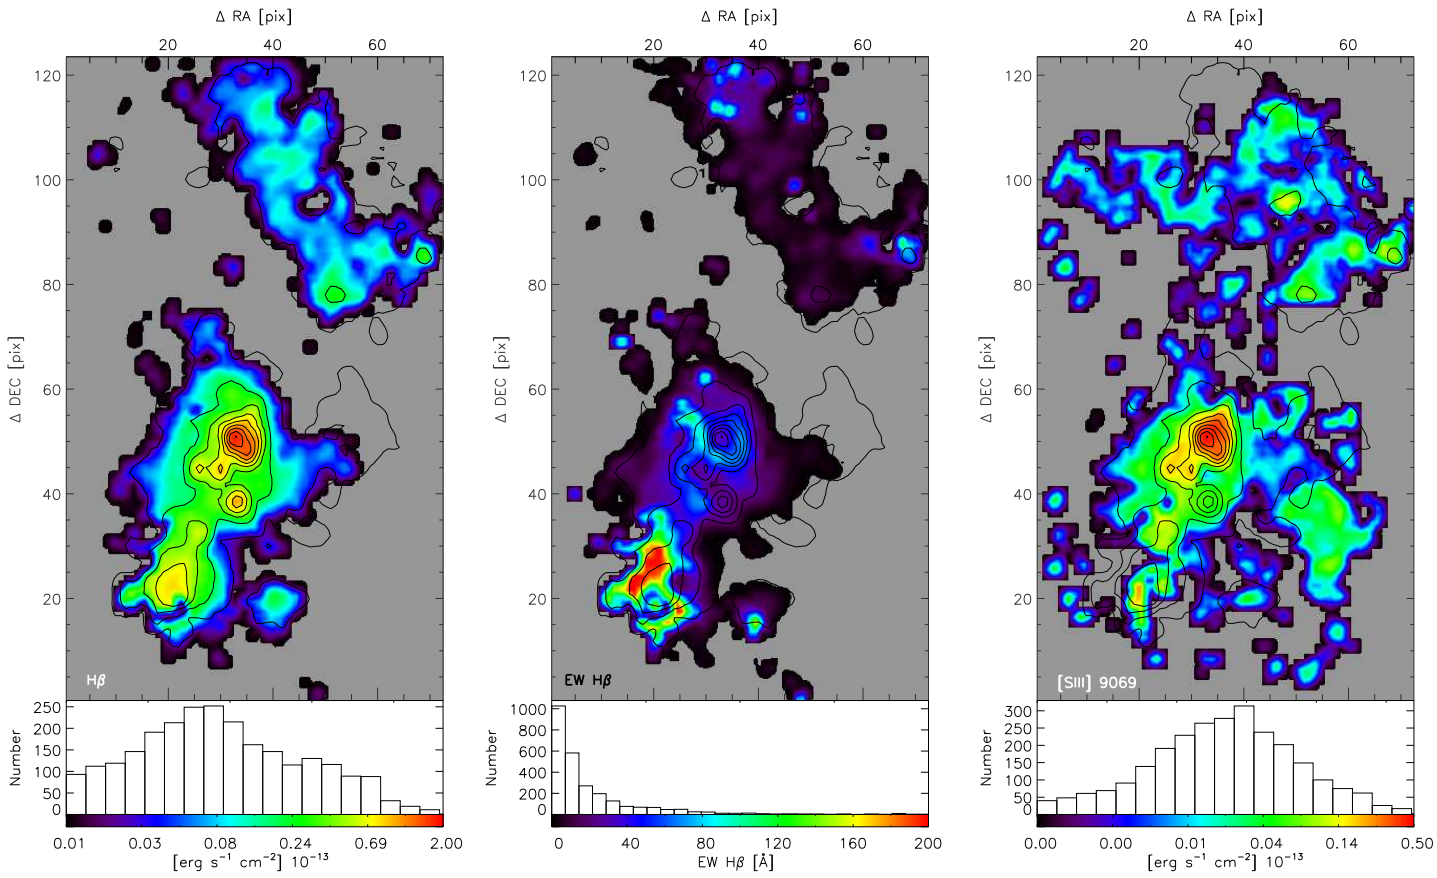 Δ RA [pix]
Δ RA [pix]
Δ RA [pix]
20 40 60
20 40 60
20 40 60
120
100
80
60
40
20
Δ DEC [pix]
Hβ
120
100
80
60
40
20
Δ DEC [pix]
EW Hβ
120
100
80
60
40
20
Δ DEC [pix]
[SIII] 9069
250
200
150
100
50
0
Number
0.01 0.03 0.08 0.24 0.69 2.00
[erg s⁻¹ cm⁻²] 10⁻¹³
1000
800
600
400
200
0
Number
0 40 80 120 160 200
EW Hβ [Å]
300
250
200
150
100
50
0
Number
0.00 0.00 0.01 0.04 0.14 0.50
[erg s⁻¹ cm⁻²] 10⁻¹³